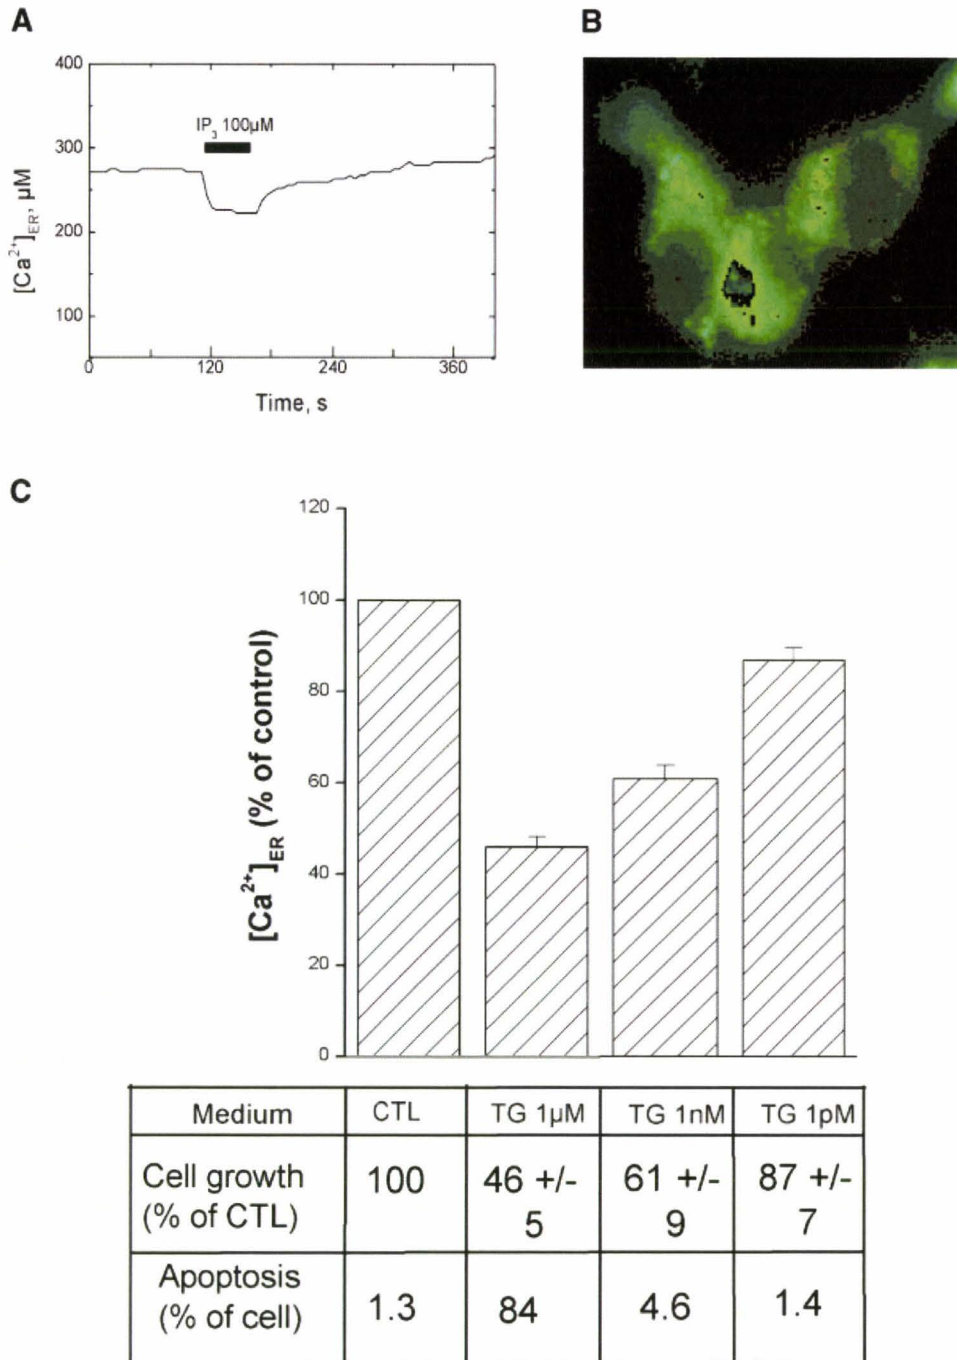 A
B
400
300
200
100
[Ca²⁺]ER, µM
IP₃ 100µM
0
120
240
360
Time, s
C
120
100
80
60
40
20
0
[Ca²⁺]ER (% of control)
Medium CTL TG 1µM TG 1nM TG 1pM
Cell growth 100 46 +/- 61 +/- 87 +/-
(% of CTL) 5 9 7
Apoptosis
(% of cell) 1.3 84 4.6 1.4